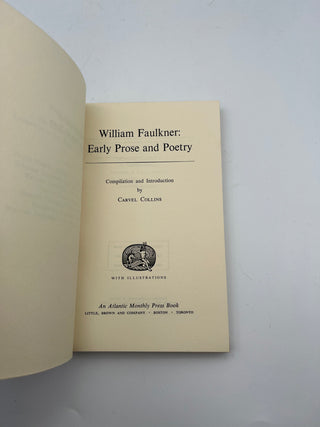 William Faulkner:
Early Prose and Poetry
Compilation and Introduction
by
CARVEL COLLINS
WITH ILLUSTRATIONS
An Atlantic Monthly Press Book
LITTLE, BROWN AND COMPANY • BOSTON • TORONTO